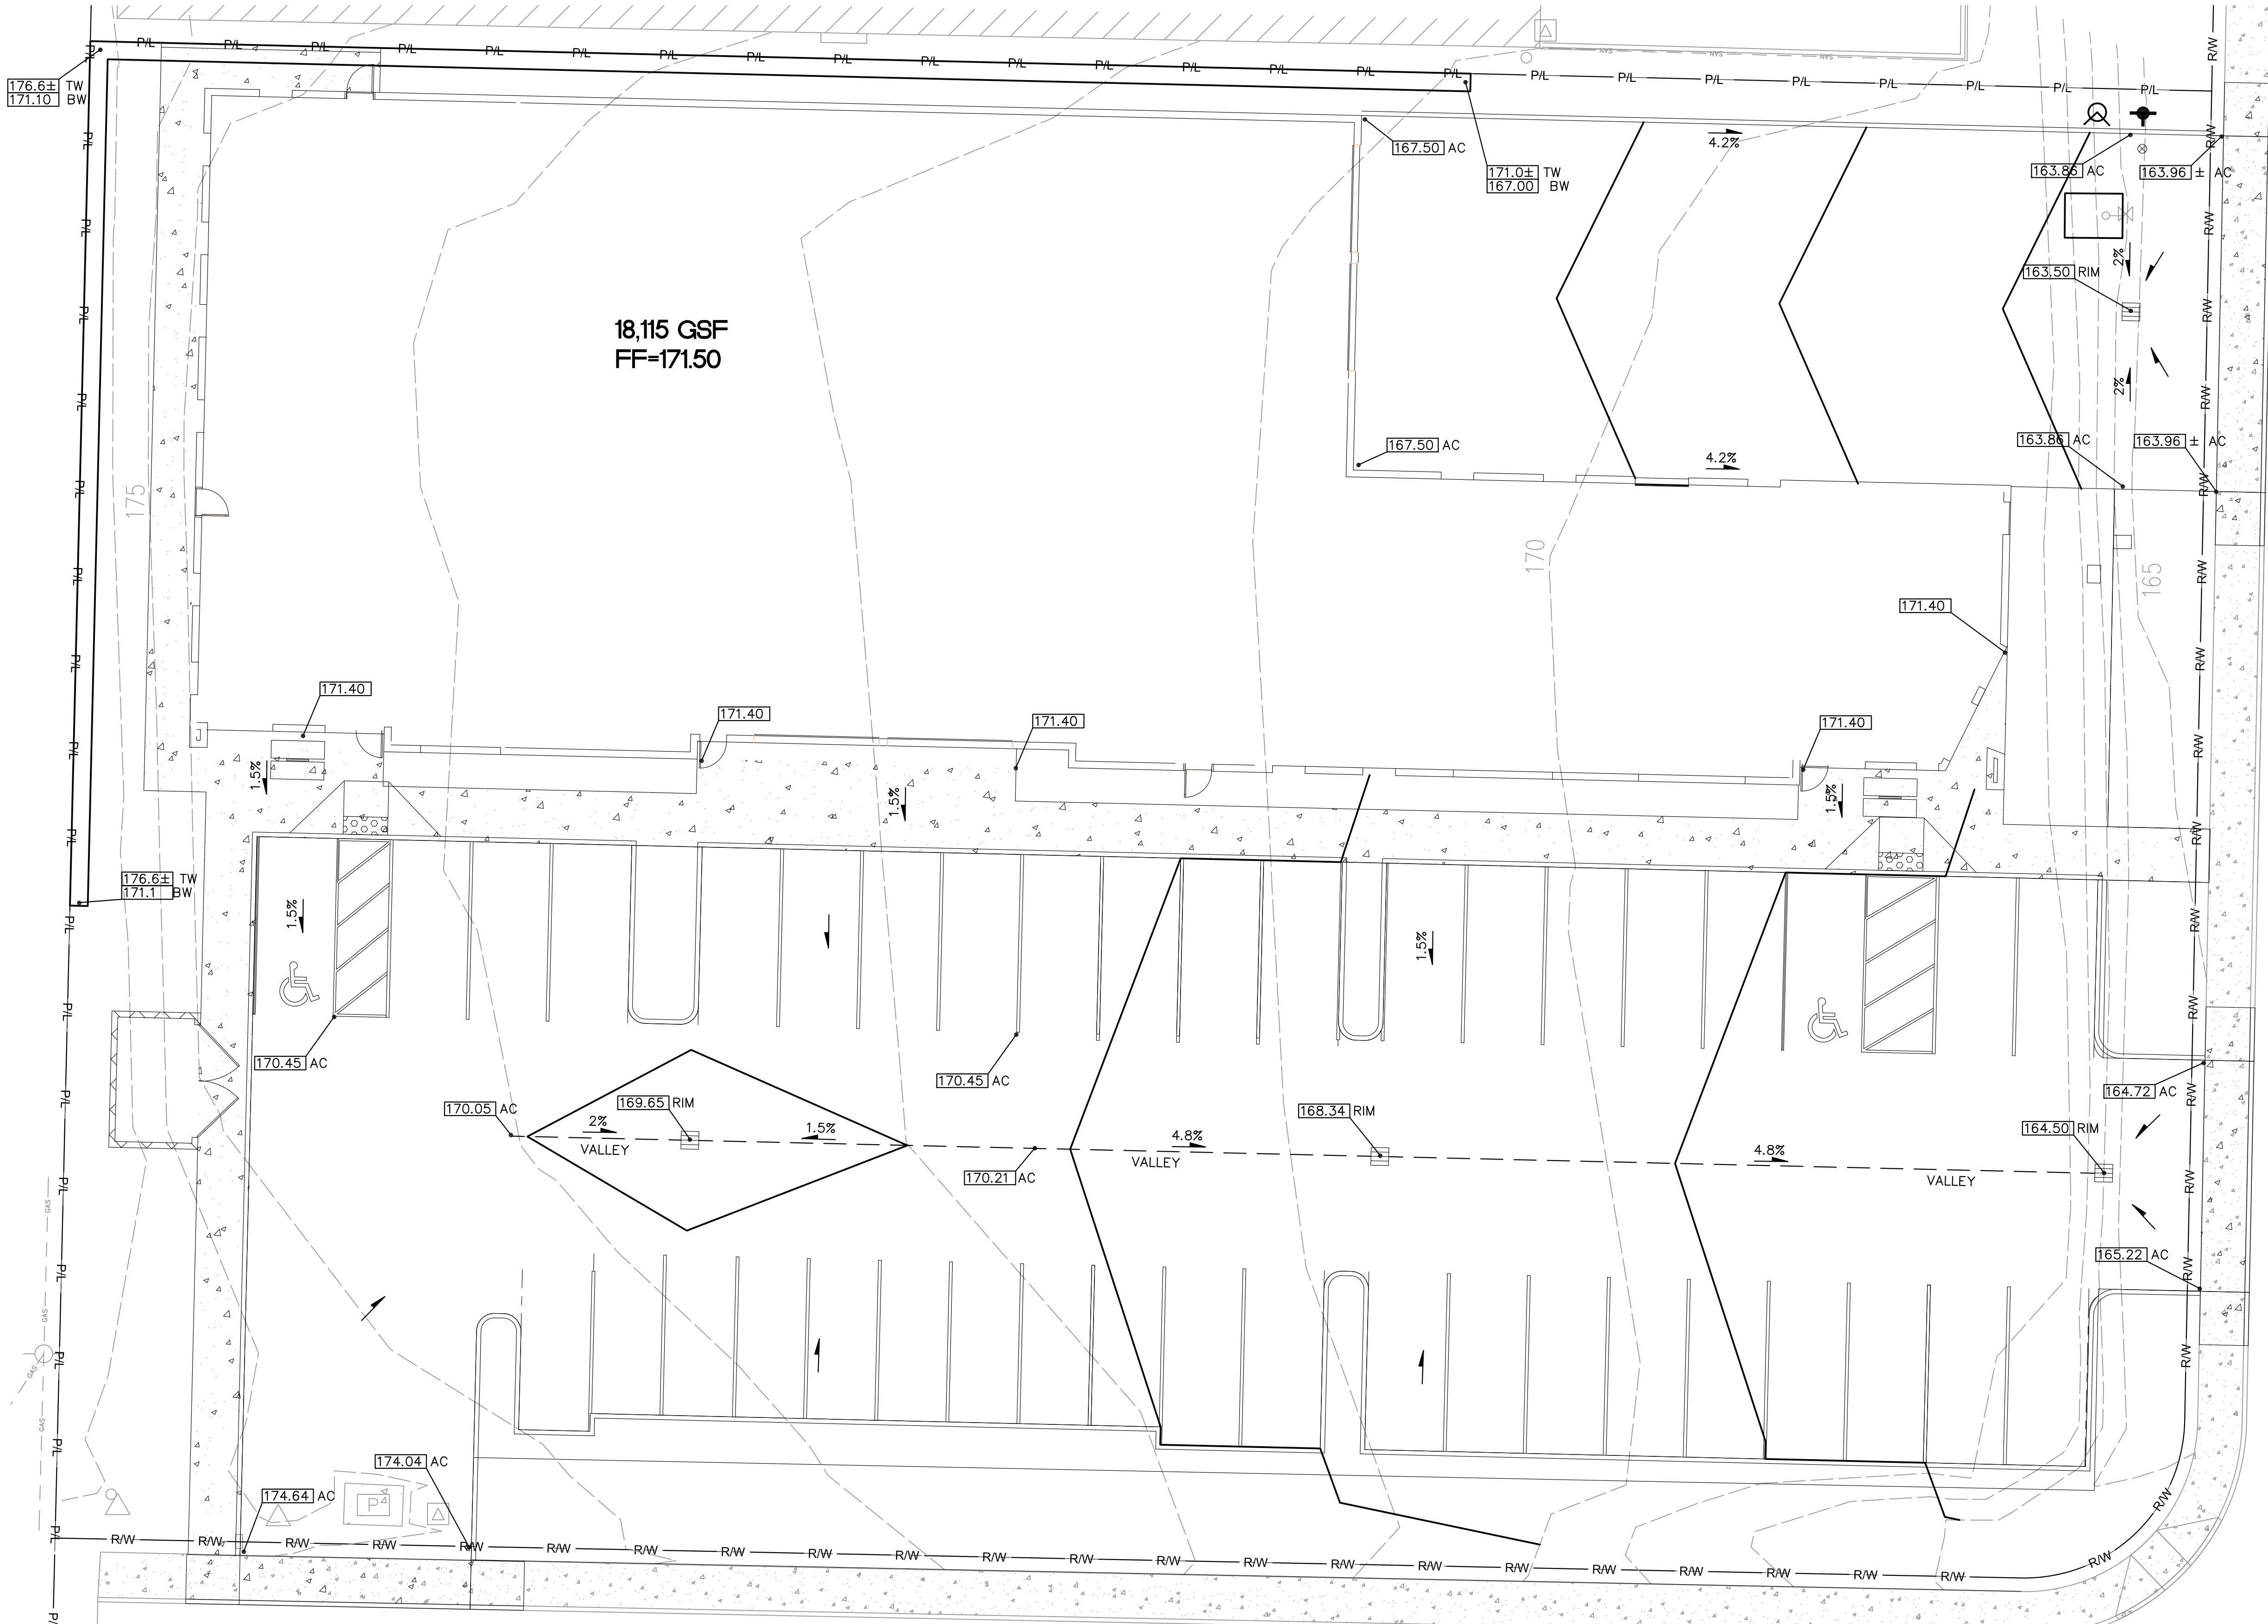 P/L P/L P/L P/L P/L P/L P/L P/L P/L P/L P/L P/L P/L P/L P/L P/L P/L P/L P/L P/L P/L P/L P/L P/L P/L
SAN SAN SAN
R/W
176.6± TW
171.10 BW
167.50 AC
4.2%
171.0± TW
167.00 BW
163.86 AC
163.96 ± AC
R/W
163.50 RIM
2%
2%
18,115 GSF
FF=171.50
167.50 AC
4.2%
163.86 AC
163.96 ± AC
175
170
165
171.40
171.40
171.40
171.40
171.40
1.5%
1.5%
1.5%
176.6± TW
171.1 BW
1.5%
1.5%
170.45 AC
170.45 AC
164.72 AC
170.05 AC
169.65 RIM
2%
VALLEY
1.5%
168.34 RIM
164.50 RIM
170.21 AC
4.8%
VALLEY
4.8%
VALLEY
165.22 AC
GAS
GAS
GAS
GAS
174.04 AC
174.64 AC
P
R/W R/W R/W R/W R/W R/W R/W R/W R/W R/W R/W R/W R/W R/W R/W R/W R/W R/W R/W R/W R/W R/W R/W R/W